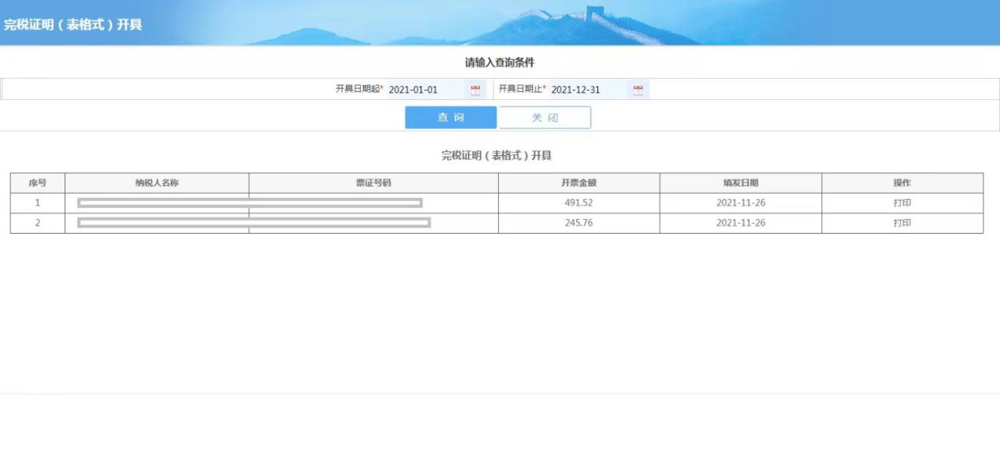 完税证明（表格式）开具
请输入查询条件
开具日期起* 2021-01-01 开具日期止* 2021-12-31
查 询 关 闭
完税证明（表格式）开具
序号 纳税人名称 票证号码 开票金额 填发日期 操作
1 491.52 2021-11-26 打印
2 245.76 2021-11-26 打印